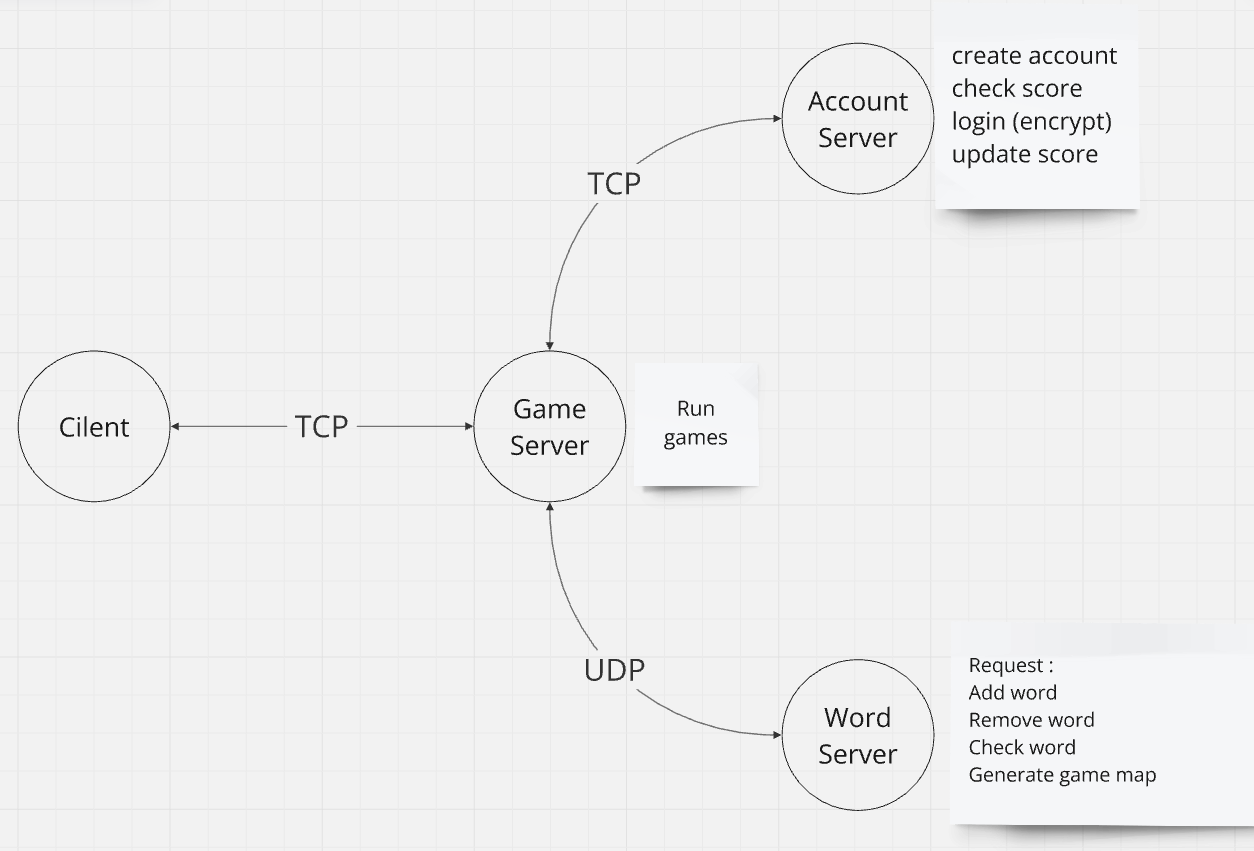 Account
Server
create account
check score
login (encrypt)
update score
TCP
Cilent
TCP
Game
Server
Run
games
UDP
Word
Server
Request :
Add word
Remove word
Check word
Generate game map